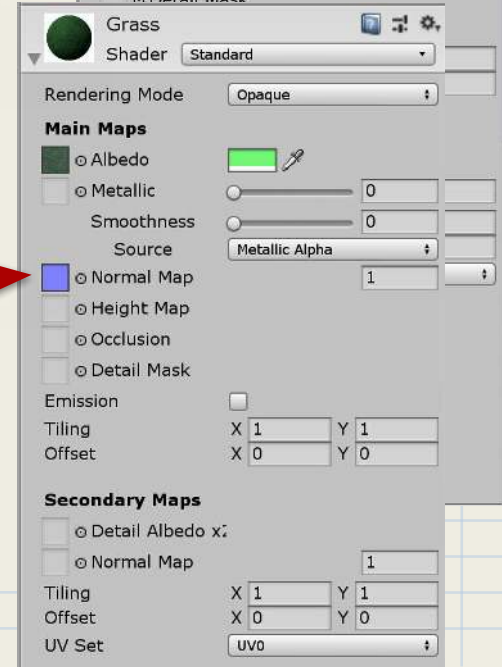 Grass
Shader Standard
Rendering Mode Opaque
Main Maps
Albedo
Metallic 0
Smoothness 0
Source Metallic Alpha
Normal Map 1
Height Map
Occlusion
Detail Mask
Emission
Tiling X 1 Y 1
Offset X 0 Y 0
Secondary Maps
Detail Albedo x
Normal Map 1
Tiling X 1 Y 1
Offset X 0 Y 0
UV Set UV0